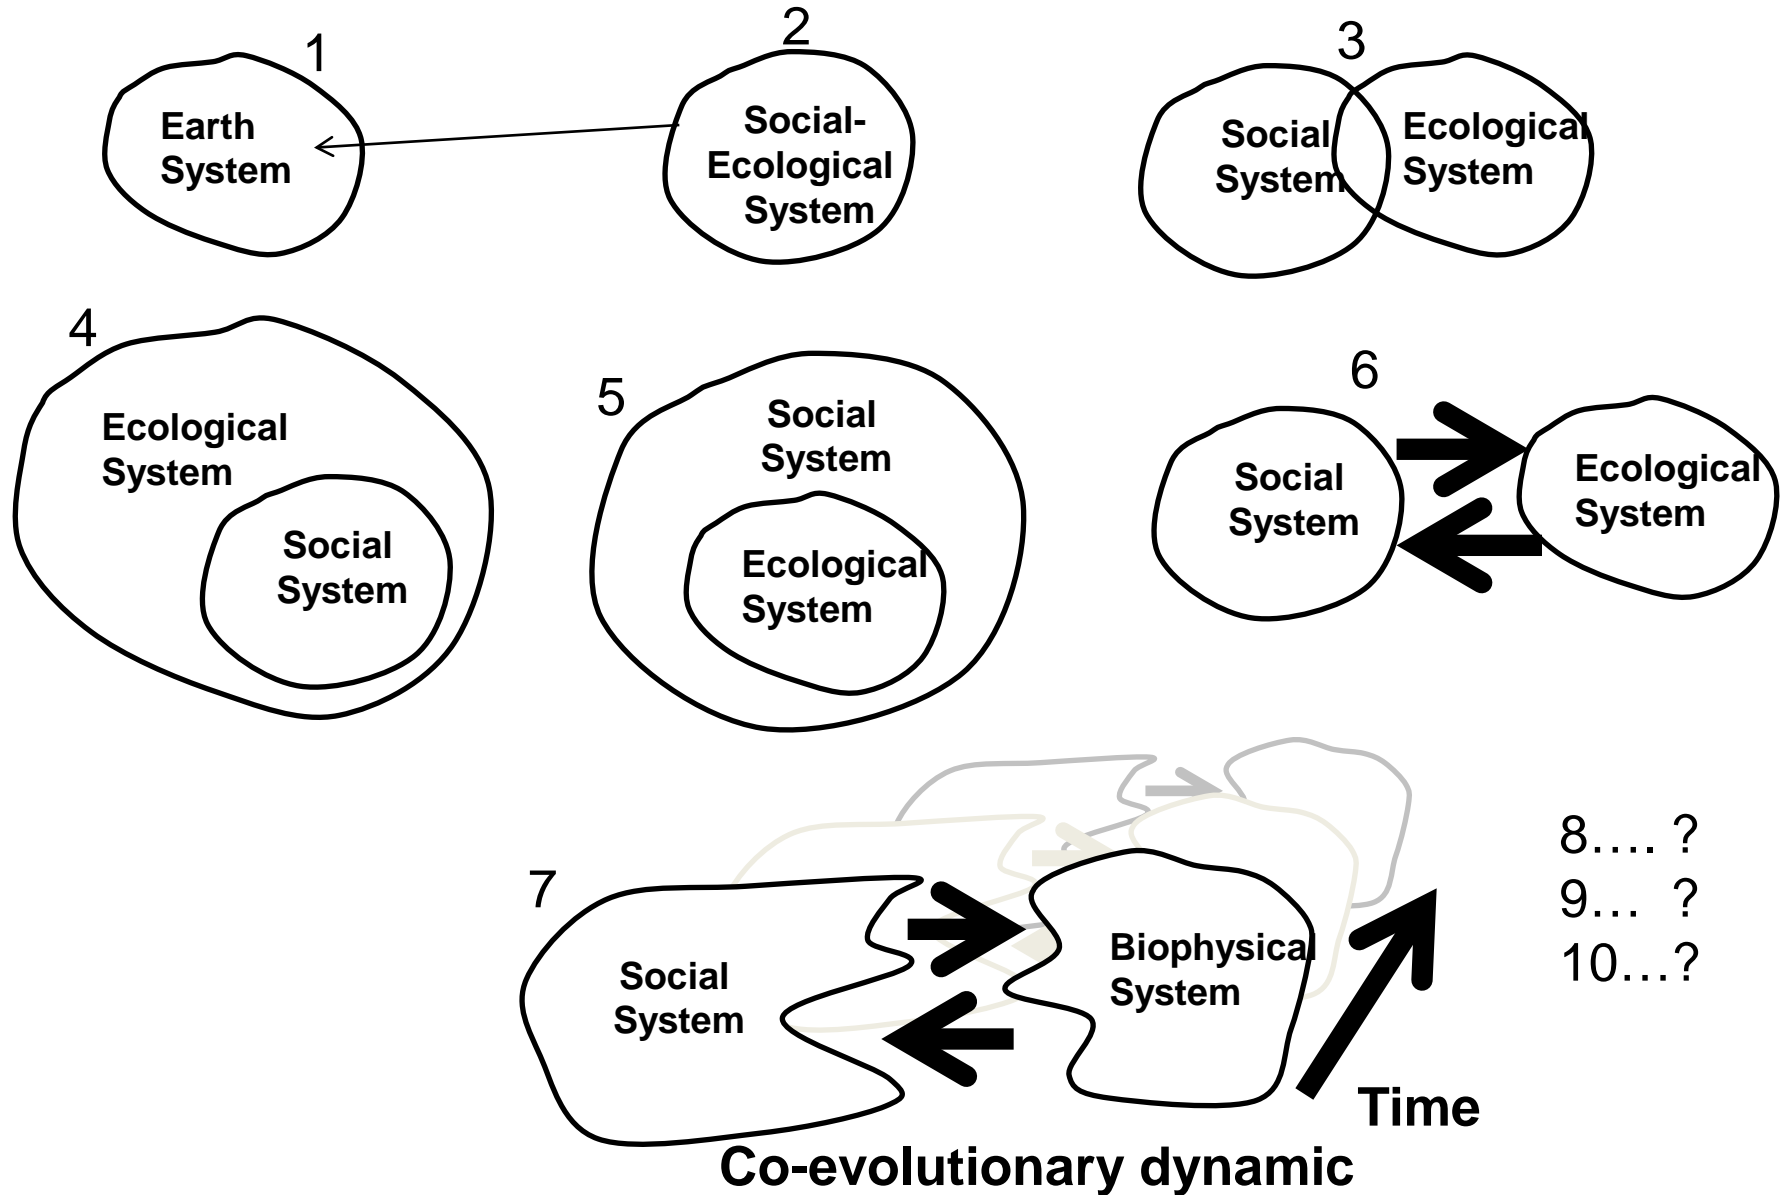 1
Earth
System
2
Social-
Ecological
System
3
Social
System
Ecological
System
4
Ecological
System
Social
System
5
Social
System
Ecological
System
6
Social
System
Ecological
System
7
Social
System
Biophysical
System
Time
Co-evolutionary dynamic
8…. ?
9… ?
10…?